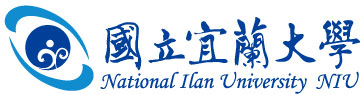 國立宜蘭大學
National Ilan University NIU